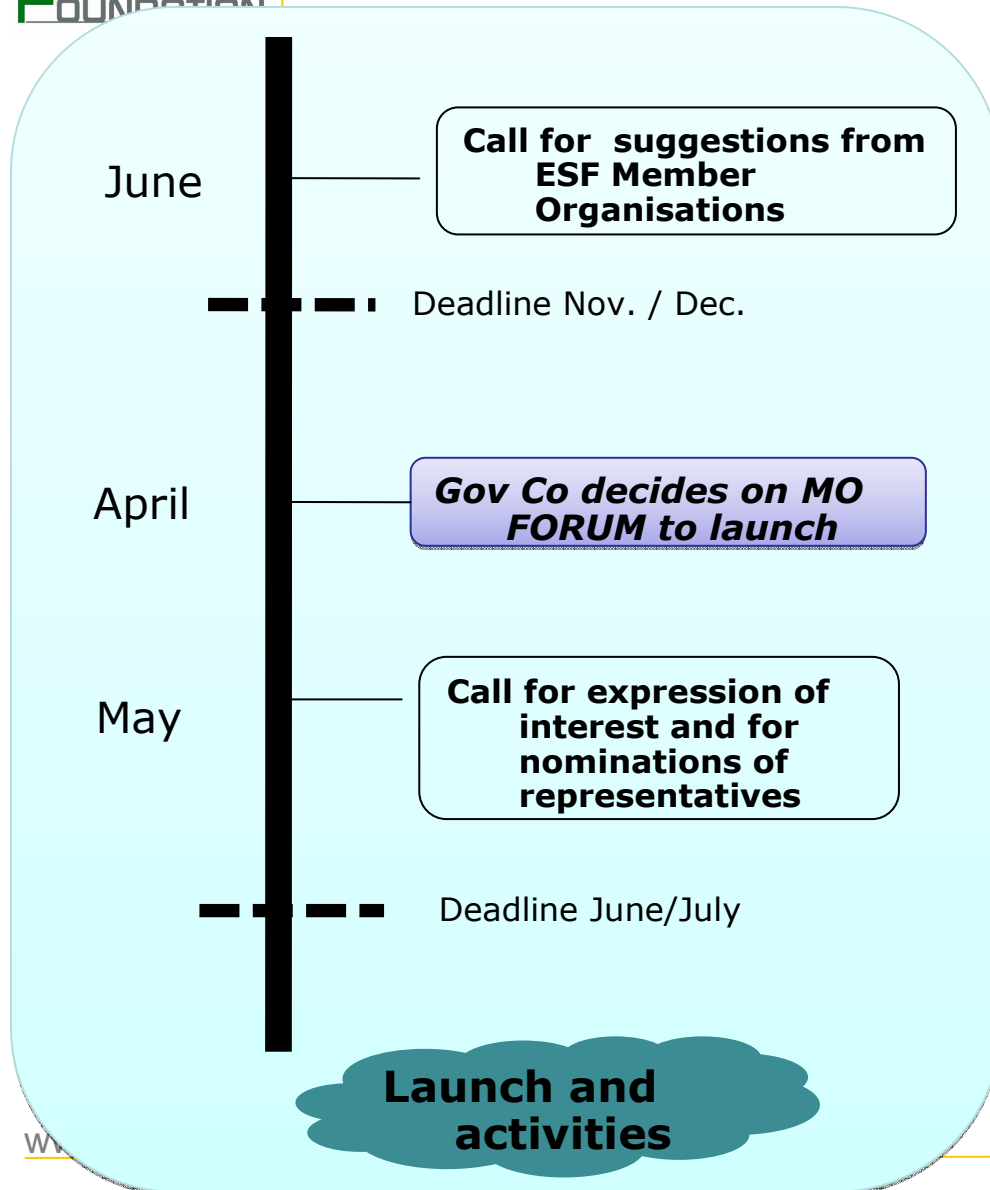 FOUNDATION
June
Call for suggestions from
ESF Member
Organisations
Deadline Nov. / Dec.
April
Gov Co decides on MO
FORUM to launch
May
Call for expression of
interest and for
nominations of
representatives
Deadline June/July
Launch and
activities